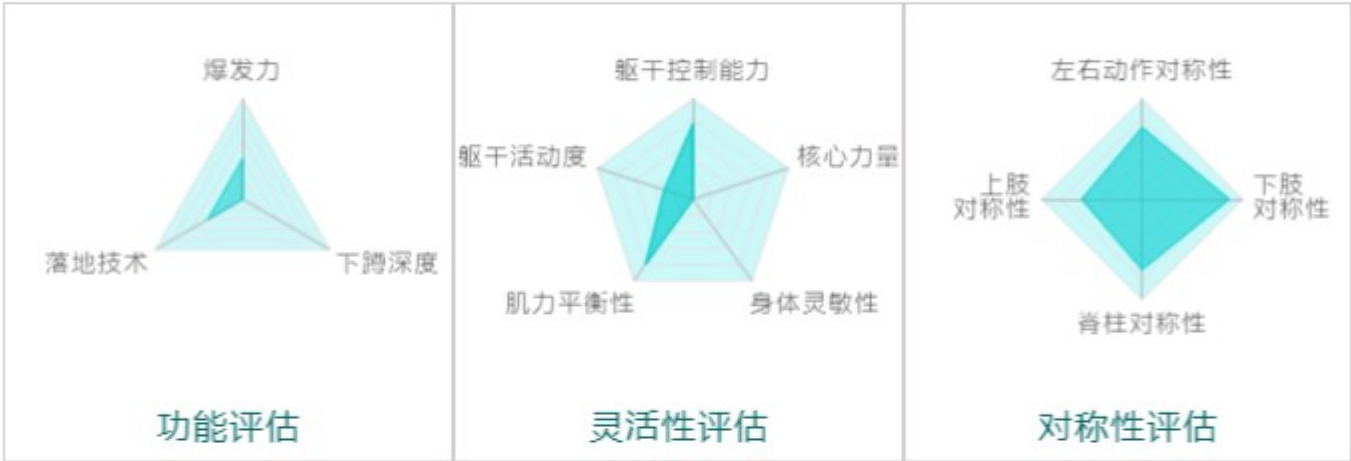 爆发力
落地技术
下蹲深度
功能评估
躯干控制能力
躯干活动度
核心力量
肌力平衡性
身体灵敏性
灵活性评估
左右动作对称性
上肢
对称性
下肢
对称性
脊柱对称性
对称性评估